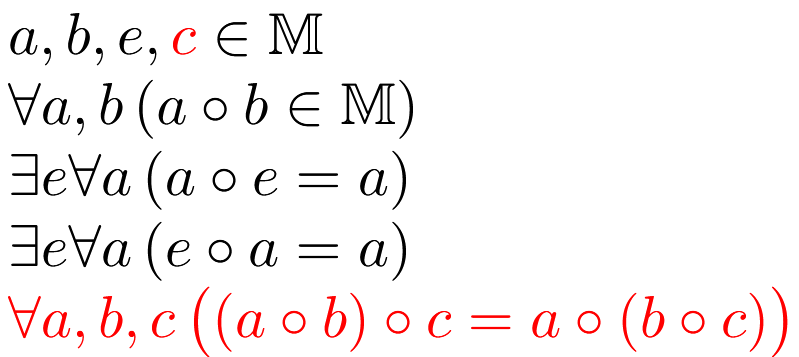 a, b, e, c ∈ 𝕄
∀a, b (a ∘ b ∈ 𝕄)
∃e∀a (a ∘ e = a)
∃e∀a (e ∘ a = a)
∀a, b, c ((a ∘ b) ∘ c = a ∘ (b ∘ c))